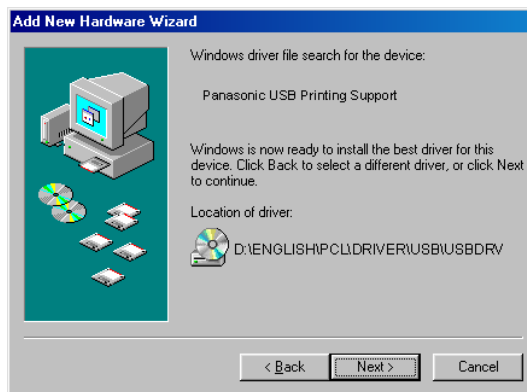 Add New Hardware Wizard
Windows driver file search for the device:
Panasonic USB Printing Support
Windows is now ready to install the best driver for this
device. Click Back to select a different driver, or click Next
to continue.
Location of driver:
D:\ENGLISH\PCL\DRIVER\USB\USBDRV
< Back
Next >
Cancel